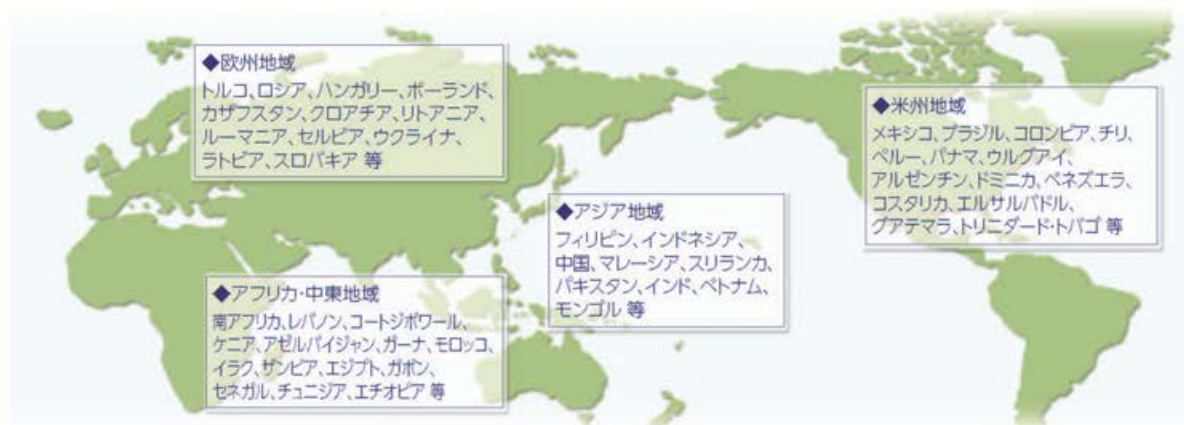 ◆欧州地域
トルコ、ロシア、ハンガリー、ポーランド、
カザフスタン、クロアチア、リトアニア、
ルーマニア、セルビア、ウクライナ、
ラトビア、スロバキア 等
◆米州地域
メキシコ、ブラジル、コロンビア、チリ、
ペルー、パナマ、ウルグアイ、
アルゼンチン、ドミニカ、ベネズエラ、
コスタリカ、エルサルバドル、
グアテマラ、トリニダード・トバゴ 等
◆アジア地域
フィリピン、インドネシア、
中国、マレーシア、スリランカ、
パキスタン、インド、ベトナム、
モンゴル 等
◆アフリカ・中東地域
南アフリカ、レバノン、コートジボワール、
ケニア、アゼルバイジャン、ガーナ、モロッコ、
イラク、ザンビア、エジプト、ガボン、
セネガル、チュニジア、エチオピア 等